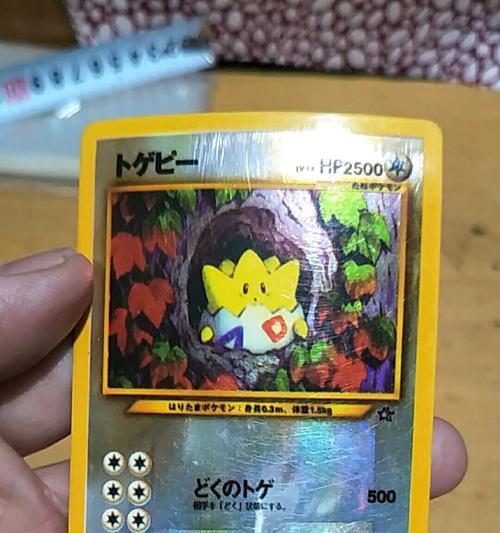 トゲピー LV.11 HP2500
たねポケモン
はりたまポケモン：身長0.3m、体重1.5kg
どくのトゲ 500
相手を「どく」状態にする。